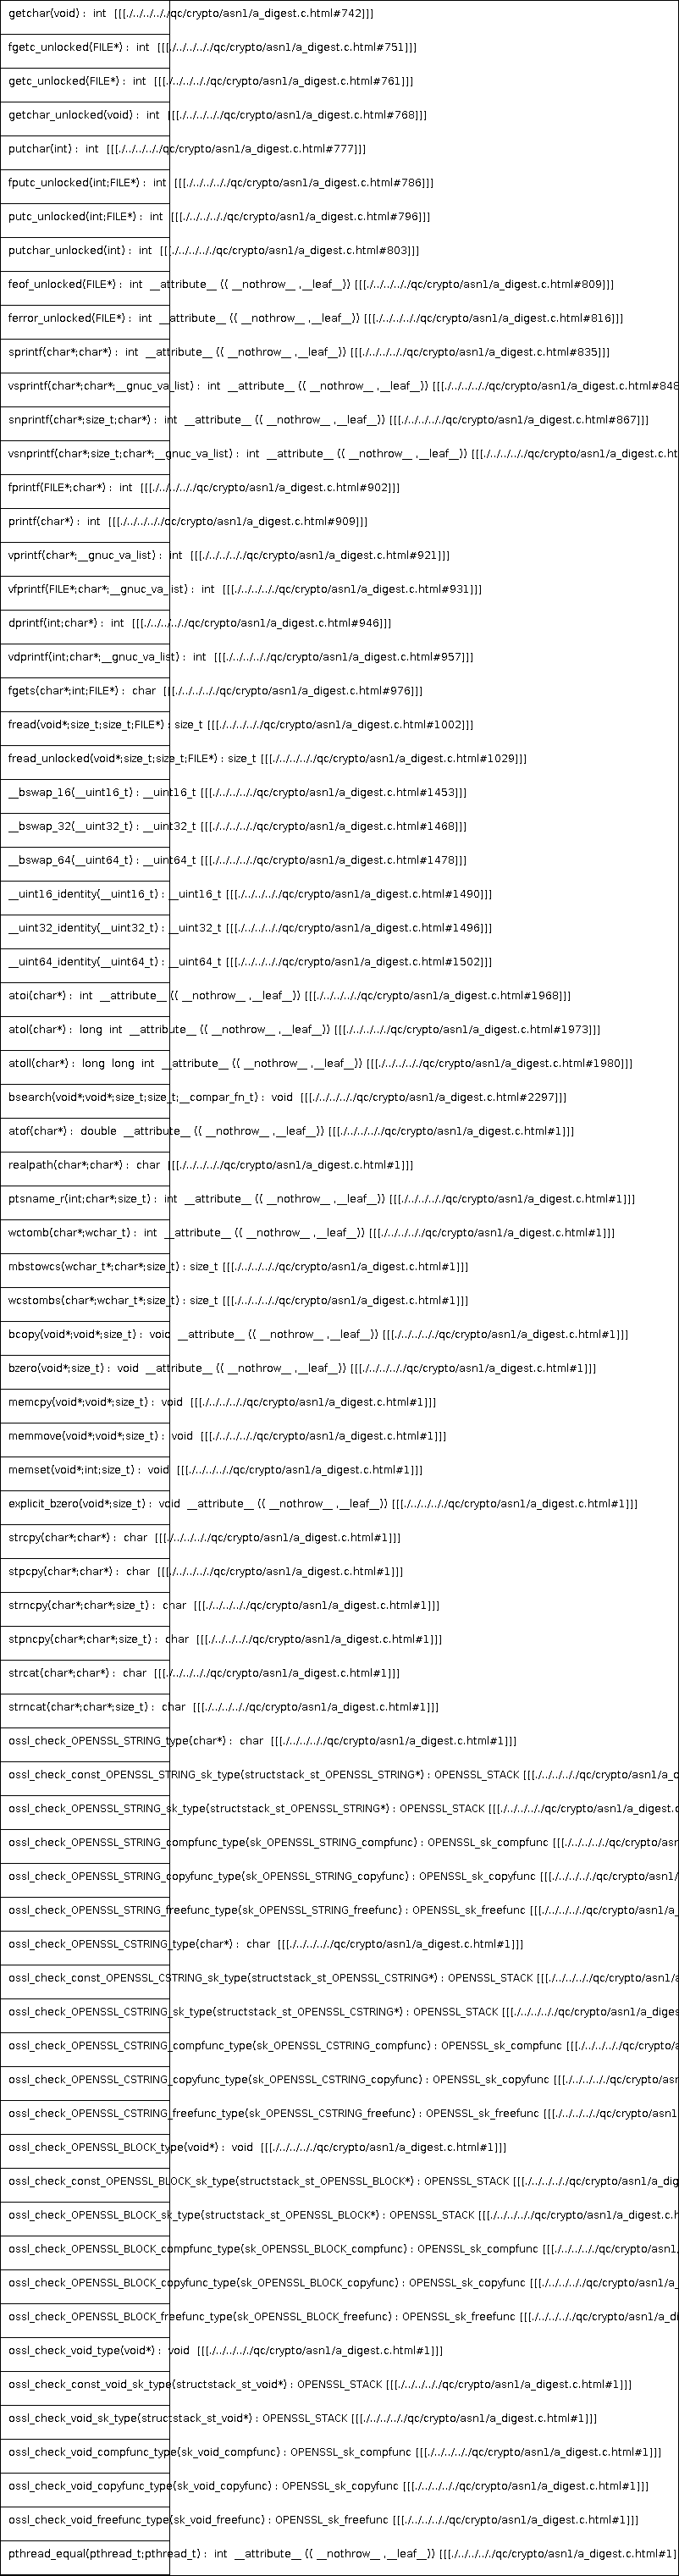 getchar(void) : int [[[./../../../../qc/crypto/asn1/a_digest.c.html#742]]]
fgetc_unlocked(FILE*) : int [[[./../../../../qc/crypto/asn1/a_digest.c.html#751]]]
getc_unlocked(FILE*) : int [[[./../../../../qc/crypto/asn1/a_digest.c.html#761]]]
getchar_unlocked(void) : int [[[./../../../../qc/crypto/asn1/a_digest.c.html#768]]]
putchar(int) : int [[[./../../../../qc/crypto/asn1/a_digest.c.html#777]]]
fputc_unlocked(int;FILE*) : int [[[./../../../../qc/crypto/asn1/a_digest.c.html#786]]]
putc_unlocked(int;FILE*) : int [[[./../../../../qc/crypto/asn1/a_digest.c.html#796]]]
putchar_unlocked(int) : int [[[./../../../../qc/crypto/asn1/a_digest.c.html#803]]]
feof_unlocked(FILE*) : int __attribute__ (( __nothrow__ ,__leaf__)) [[[./../../../../qc/crypto/asn1/a_digest.c.html#809]]]
ferror_unlocked(FILE*) : int __attribute__ (( __nothrow__ ,__leaf__)) [[[./../../../../qc/crypto/asn1/a_digest.c.html#816]]]
sprintf(char*;char*) : int __attribute__ (( __nothrow__ ,__leaf__)) [[[./../../../../qc/crypto/asn1/a_digest.c.html#835]]]
vsprintf(char*;char*;__gnuc_va_list) : int __attribute__ (( __nothrow__ ,__leaf__)) [[[./../../../../qc/crypto/asn1/a_digest.c.html#848
snprintf(char*;size_t;char*) : int __attribute__ (( __nothrow__ ,__leaf__)) [[[./../../../../qc/crypto/asn1/a_digest.c.html#867]]]
vsnprintf(char*;size_t;char*;__gnuc_va_list) : int __attribute__ (( __nothrow__ ,__leaf__)) [[[./../../../../qc/crypto/asn1/a_digest.c.ht
fprintf(FILE*;char*) : int [[[./../../../../qc/crypto/asn1/a_digest.c.html#902]]]
printf(char*) : int [[[./../../../../qc/crypto/asn1/a_digest.c.html#909]]]
vprintf(char*;__gnuc_va_list) : int [[[./../../../../qc/crypto/asn1/a_digest.c.html#921]]]
vfprintf(FILE*;char*;__gnuc_va_list) : int [[[./../../../../qc/crypto/asn1/a_digest.c.html#931]]]
dprintf(int;char*) : int [[[./../../../../qc/crypto/asn1/a_digest.c.html#946]]]
vdprintf(int;char*;__gnuc_va_list) : int [[[./../../../../qc/crypto/asn1/a_digest.c.html#957]]]
fgets(char*;int;FILE*) : char [[[./../../../../qc/crypto/asn1/a_digest.c.html#976]]]
fread(void*;size_t;size_t;FILE*) : size_t [[[./../../../../qc/crypto/asn1/a_digest.c.html#1002]]]
fread_unlocked(void*;size_t;size_t;FILE*) : size_t [[[./../../../../qc/crypto/asn1/a_digest.c.html#1029]]]
__bswap_16(__uint16_t) : __uint16_t [[[./../../../../qc/crypto/asn1/a_digest.c.html#1453]]]
__bswap_32(__uint32_t) : __uint32_t [[[./../../../../qc/crypto/asn1/a_digest.c.html#1468]]]
__bswap_64(__uint64_t) : __uint64_t [[[./../../../../qc/crypto/asn1/a_digest.c.html#1478]]]
__uint16_identity(__uint16_t) : __uint16_t [[[./../../../../qc/crypto/asn1/a_digest.c.html#1490]]]
__uint32_identity(__uint32_t) : __uint32_t [[[./../../../../qc/crypto/asn1/a_digest.c.html#1496]]]
__uint64_identity(__uint64_t) : __uint64_t [[[./../../../../qc/crypto/asn1/a_digest.c.html#1502]]]
atoi(char*) : int __attribute__ (( __nothrow__ ,__leaf__)) [[[./../../../../qc/crypto/asn1/a_digest.c.html#1968]]]
atol(char*) : long int __attribute__ (( __nothrow__ ,__leaf__)) [[[./../../../../qc/crypto/asn1/a_digest.c.html#1973]]]
atoll(char*) : long long int __attribute__ (( __nothrow__ ,__leaf__)) [[[./../../../../qc/crypto/asn1/a_digest.c.html#1980]]]
bsearch(void*;void*;size_t;size_t;__compar_fn_t) : void [[[./../../../../qc/crypto/asn1/a_digest.c.html#2297]]]
atof(char*) : double __attribute__ (( __nothrow__ ,__leaf__)) [[[./../../../../qc/crypto/asn1/a_digest.c.html#1]]]
realpath(char*;char*) : char [[[./../../../../qc/crypto/asn1/a_digest.c.html#1]]]
ptsname_r(int;char*;size_t) : int __attribute__ (( __nothrow__ ,__leaf__)) [[[./../../../../qc/crypto/asn1/a_digest.c.html#1]]]
wctomb(char*;wchar_t) : int __attribute__ (( __nothrow__ ,__leaf__)) [[[./../../../../qc/crypto/asn1/a_digest.c.html#1]]]
mbstowcs(wchar_t*;char*;size_t) : size_t [[[./../../../../qc/crypto/asn1/a_digest.c.html#1]]]
wcstombs(char*;wchar_t*;size_t) : size_t [[[./../../../../qc/crypto/asn1/a_digest.c.html#1]]]
bcopy(void*;void*;size_t) : void __attribute__ (( __nothrow__ ,__leaf__)) [[[./../../../../qc/crypto/asn1/a_digest.c.html#1]]]
bzero(void*;size_t) : void __attribute__ (( __nothrow__ ,__leaf__)) [[[./../../../../qc/crypto/asn1/a_digest.c.html#1]]]
memcpy(void*;void*;size_t) : void [[[./../../../../qc/crypto/asn1/a_digest.c.html#1]]]
memmove(void*;void*;size_t) : void [[[./../../../../qc/crypto/asn1/a_digest.c.html#1]]]
memset(void*;int;size_t) : void [[[./../../../../qc/crypto/asn1/a_digest.c.html#1]]]
explicit_bzero(void*;size_t) : void __attribute__ (( __nothrow__ ,__leaf__)) [[[./../../../../qc/crypto/asn1/a_digest.c.html#1]]]
strcpy(char*;char*) : char [[[./../../../../qc/crypto/asn1/a_digest.c.html#1]]]
stpcpy(char*;char*) : char [[[./../../../../qc/crypto/asn1/a_digest.c.html#1]]]
strncpy(char*;char*;size_t) : char [[[./../../../../qc/crypto/asn1/a_digest.c.html#1]]]
stpncpy(char*;char*;size_t) : char [[[./../../../../qc/crypto/asn1/a_digest.c.html#1]]]
strcat(char*;char*) : char [[[./../../../../qc/crypto/asn1/a_digest.c.html#1]]]
strncat(char*;char*;size_t) : char [[[./../../../../qc/crypto/asn1/a_digest.c.html#1]]]
ossl_check_OPENSSL_STRING_type(char*) : char [[[./../../../../qc/crypto/asn1/a_digest.c.html#1]]]
ossl_check_const_OPENSSL_STRING_sk_type(structstack_st_OPENSSL_STRING*) : OPENSSL_STACK [[[./../../../../qc/crypto/asn1/a_d
ossl_check_OPENSSL_STRING_sk_type(structstack_st_OPENSSL_STRING*) : OPENSSL_STACK [[[./../../../../qc/crypto/asn1/a_digest.c
ossl_check_OPENSSL_STRING_compfunc_type(sk_OPENSSL_STRING_compfunc) : OPENSSL_sk_compfunc [[[./../../../../qc/crypto/asn
ossl_check_OPENSSL_STRING_copyfunc_type(sk_OPENSSL_STRING_copyfunc) : OPENSSL_sk_copyfunc [[[./../../../../qc/crypto/asn1/
ossl_check_OPENSSL_STRING_freefunc_type(sk_OPENSSL_STRING_freefunc) : OPENSSL_sk_freefunc [[[./../../../../qc/crypto/asn1/a_
ossl_check_OPENSSL_CSTRING_type(char*) : char [[[./../../../../qc/crypto/asn1/a_digest.c.html#1]]]
ossl_check_const_OPENSSL_CSTRING_sk_type(structstack_st_OPENSSL_CSTRING*) : OPENSSL_STACK [[[./../../../../qc/crypto/asn1/a
ossl_check_OPENSSL_CSTRING_sk_type(structstack_st_OPENSSL_CSTRING*) : OPENSSL_STACK [[[./../../../../qc/crypto/asn1/a_diges
ossl_check_OPENSSL_CSTRING_compfunc_type(sk_OPENSSL_CSTRING_compfunc) : OPENSSL_sk_compfunc [[[./../../../../qc/crypto/a
ossl_check_OPENSSL_CSTRING_copyfunc_type(sk_OPENSSL_CSTRING_copyfunc) : OPENSSL_sk_copyfunc [[[./../../../../qc/crypto/asn
ossl_check_OPENSSL_CSTRING_freefunc_type(sk_OPENSSL_CSTRING_freefunc) : OPENSSL_sk_freefunc [[[./../../../../qc/crypto/asn1
ossl_check_OPENSSL_BLOCK_type(void*) : void [[[./../../../../qc/crypto/asn1/a_digest.c.html#1]]]
ossl_check_const_OPENSSL_BLOCK_sk_type(structstack_st_OPENSSL_BLOCK*) : OPENSSL_STACK [[[./../../../../qc/crypto/asn1/a_dig
ossl_check_OPENSSL_BLOCK_sk_type(structstack_st_OPENSSL_BLOCK*) : OPENSSL_STACK [[[./../../../../qc/crypto/asn1/a_digest.c.h
ossl_check_OPENSSL_BLOCK_compfunc_type(sk_OPENSSL_BLOCK_compfunc) : OPENSSL_sk_compfunc [[[./../../../../qc/crypto/asn1/
ossl_check_OPENSSL_BLOCK_copyfunc_type(sk_OPENSSL_BLOCK_copyfunc) : OPENSSL_sk_copyfunc [[[./../../../../qc/crypto/asn1/a_
ossl_check_OPENSSL_BLOCK_freefunc_type(sk_OPENSSL_BLOCK_freefunc) : OPENSSL_sk_freefunc [[[./../../../../qc/crypto/asn1/a_di
ossl_check_void_type(void*) : void [[[./../../../../qc/crypto/asn1/a_digest.c.html#1]]]
ossl_check_const_void_sk_type(structstack_st_void*) : OPENSSL_STACK [[[./../../../../qc/crypto/asn1/a_digest.c.html#1]]]
ossl_check_void_sk_type(structstack_st_void*) : OPENSSL_STACK [[[./../../../../qc/crypto/asn1/a_digest.c.html#1]]]
ossl_check_void_compfunc_type(sk_void_compfunc) : OPENSSL_sk_compfunc [[[./../../../../qc/crypto/asn1/a_digest.c.html#1]]]
ossl_check_void_copyfunc_type(sk_void_copyfunc) : OPENSSL_sk_copyfunc [[[./../../../../qc/crypto/asn1/a_digest.c.html#1]]]
ossl_check_void_freefunc_type(sk_void_freefunc) : OPENSSL_sk_freefunc [[[./../../../../qc/crypto/asn1/a_digest.c.html#1]]]
pthread_equal(pthread_t;pthread_t) : int __attribute__ (( __nothrow__ ,__leaf__)) [[[./../../../../qc/crypto/asn1/a_digest.c.html#1]